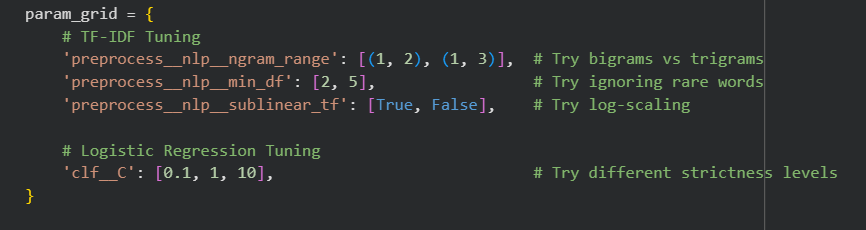 param_grid = {
    # TF-IDF Tuning
    'preprocess__nlp__ngram_range': [(1, 2), (1, 3)],  # Try bigrams vs trigrams
    'preprocess__nlp__min_df': [2, 5],                 # Try ignoring rare words
    'preprocess__nlp__sublinear_tf': [True, False],    # Try log-scaling

    # Logistic Regression Tuning
    'clf__C': [0.1, 1, 10],                            # Try different strictness levels
}